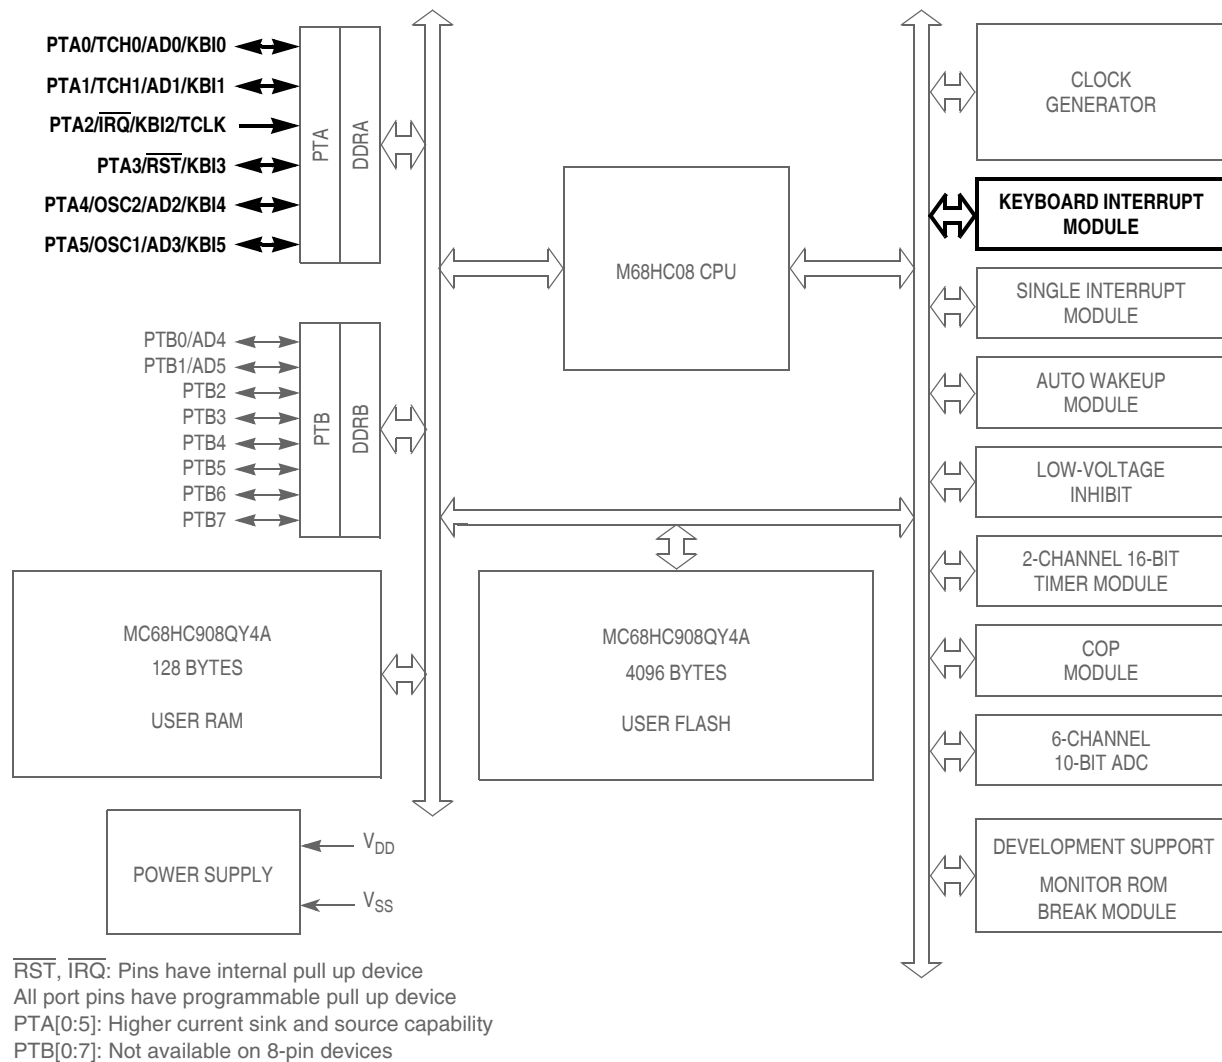 PTA0/TCH0/AD0/KBI0
PTA1/TCH1/AD1/KBI1
PTA2/IRQ/KBI2/TCLK
PTA3/RST/KBI3
PTA4/OSC2/AD2/KBI4
PTA5/OSC1/AD3/KBI5
PTA
DDRA
PTB0/AD4
PTB1/AD5
PTB2
PTB3
PTB4
PTB5
PTB6
PTB7
PTB
DDRB
M68HC08 CPU
MC68HC908QY4A
128 BYTES
USER RAM
MC68HC908QY4A
4096 BYTES
USER FLASH
POWER SUPPLY
VDD
VSS
CLOCK
GENERATOR
KEYBOARD INTERRUPT
MODULE
SINGLE INTERRUPT
MODULE
AUTO WAKEUP
MODULE
LOW-VOLTAGE
INHIBIT
2-CHANNEL 16-BIT
TIMER MODULE
COP
MODULE
6-CHANNEL
10-BIT ADC
DEVELOPMENT SUPPORT
MONITOR ROM
BREAK MODULE
RST, IRQ: Pins have internal pull up device
All port pins have programmable pull up device
PTA[0:5]: Higher current sink and source capability
PTB[0:7]: Not available on 8-pin devices